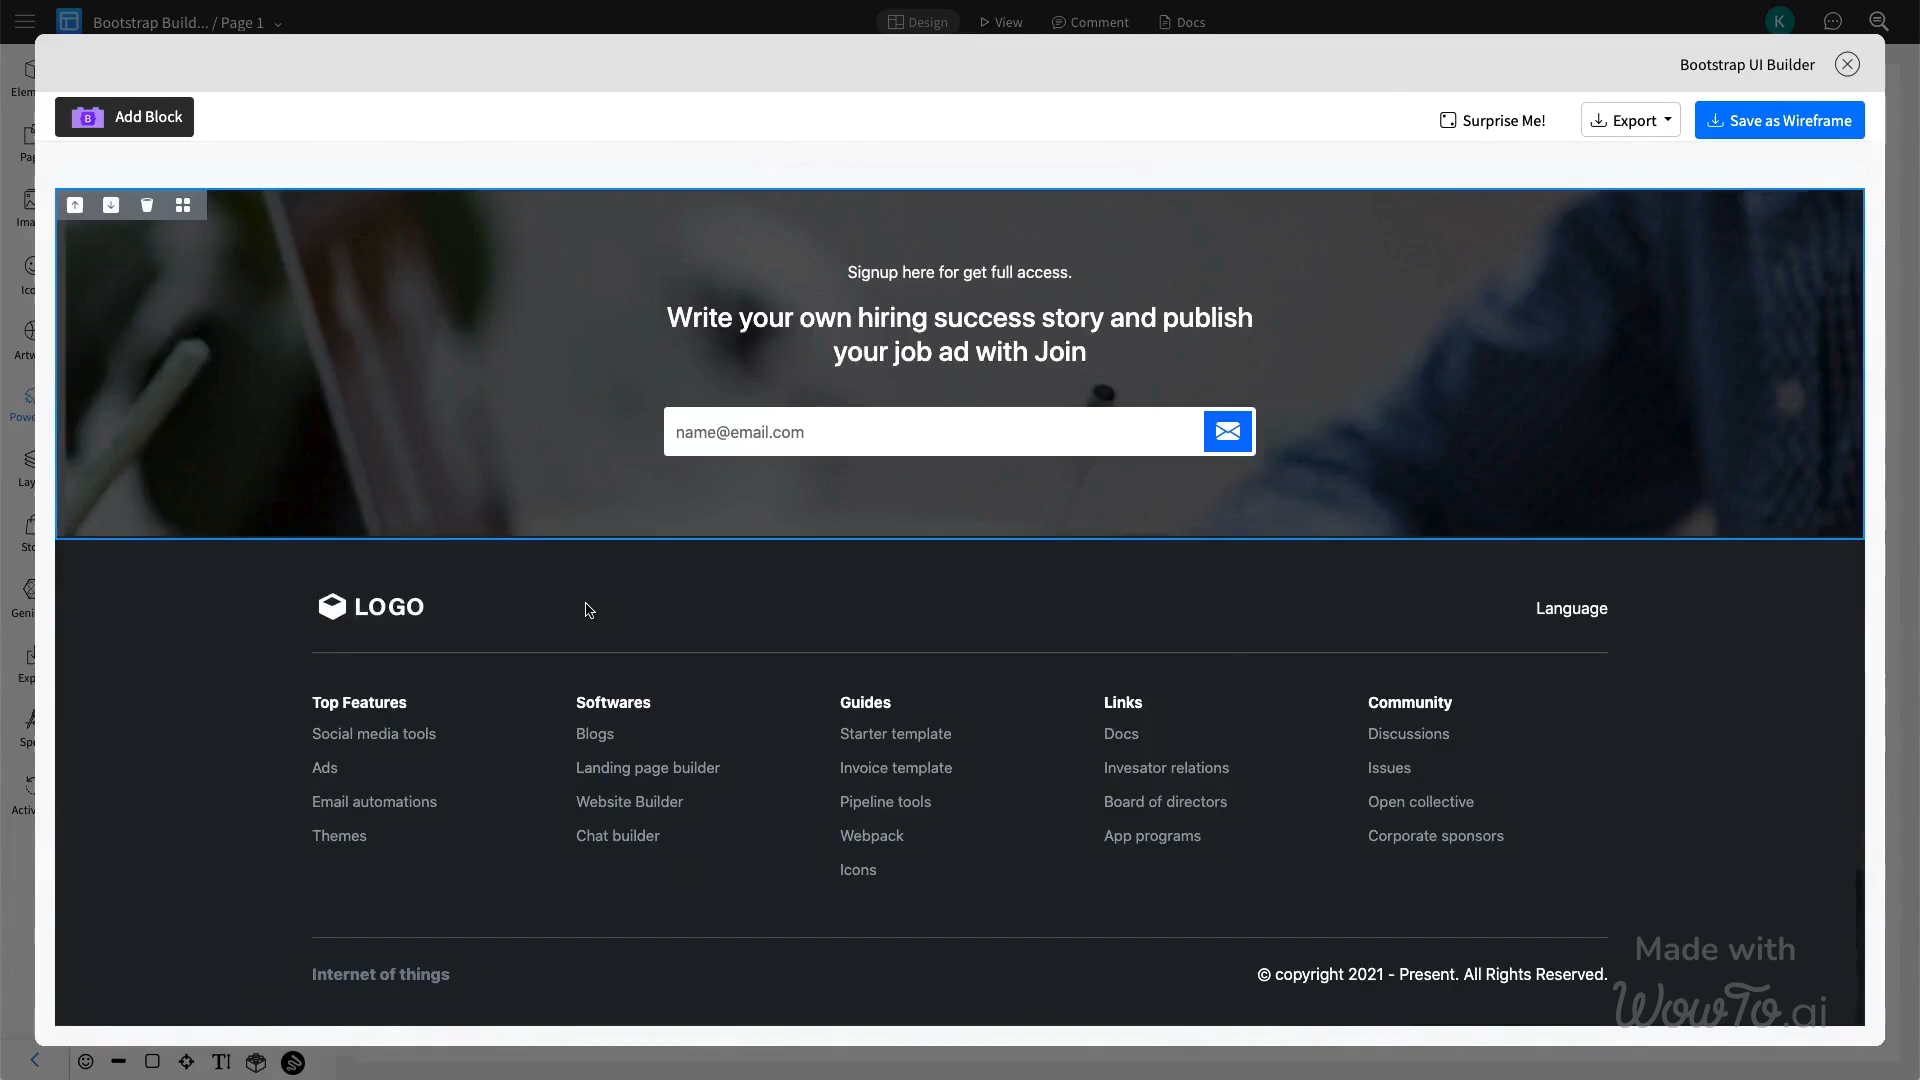 Bootstrap Build... / Page 1
Design
View
Comment
Docs
K
Bootstrap UI Builder
B
Add Block
Surprise Me!
Export
Save as Wireframe
Signup here for get full access.
Write your own hiring success story and publish
your job ad with Join
name@email.com
LOGO
Language
Top Features
Social media tools
Ads
Email automations
Themes
Softwares
Blogs
Landing page builder
Website Builder
Chat builder
Guides
Starter template
Invoice template
Pipeline tools
Webpack
Icons
Links
Docs
Invesator relations
Board of directors
App programs
Community
Discussions
Issues
Open collective
Corporate sponsors
Internet of things
© copyright 2021 - Present. All Rights Reserved.
Made with
WowTo.ai